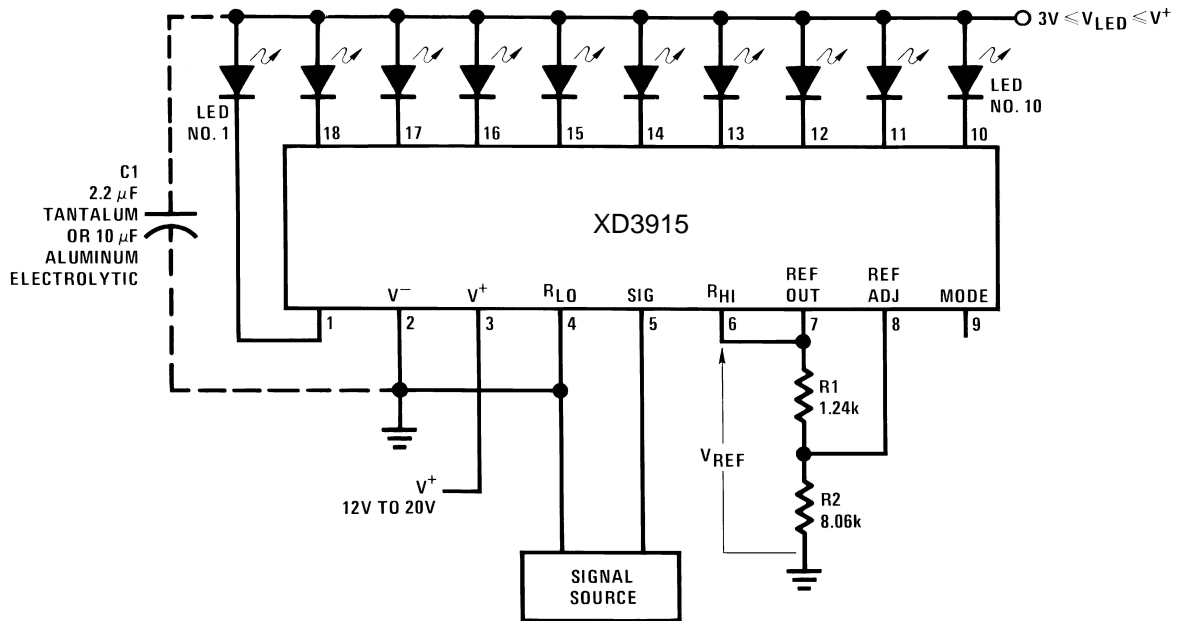 3V ≤ VLED ≤ V+
LED
NO. 1
LED
NO. 10
18
17
16
15
14
13
12
11
10
C1
2.2 μF
TANTALUM
OR 10 μF
ALUMINUM
ELECTROLYTIC
XD3915
V−
V+
RLO
SIG
RHI
REF
OUT
REF
ADJ
MODE
1
2
3
4
5
6
7
8
9
R1
1.24k
VREF
R2
8.06k
V+
12V TO 20V
SIGNAL
SOURCE